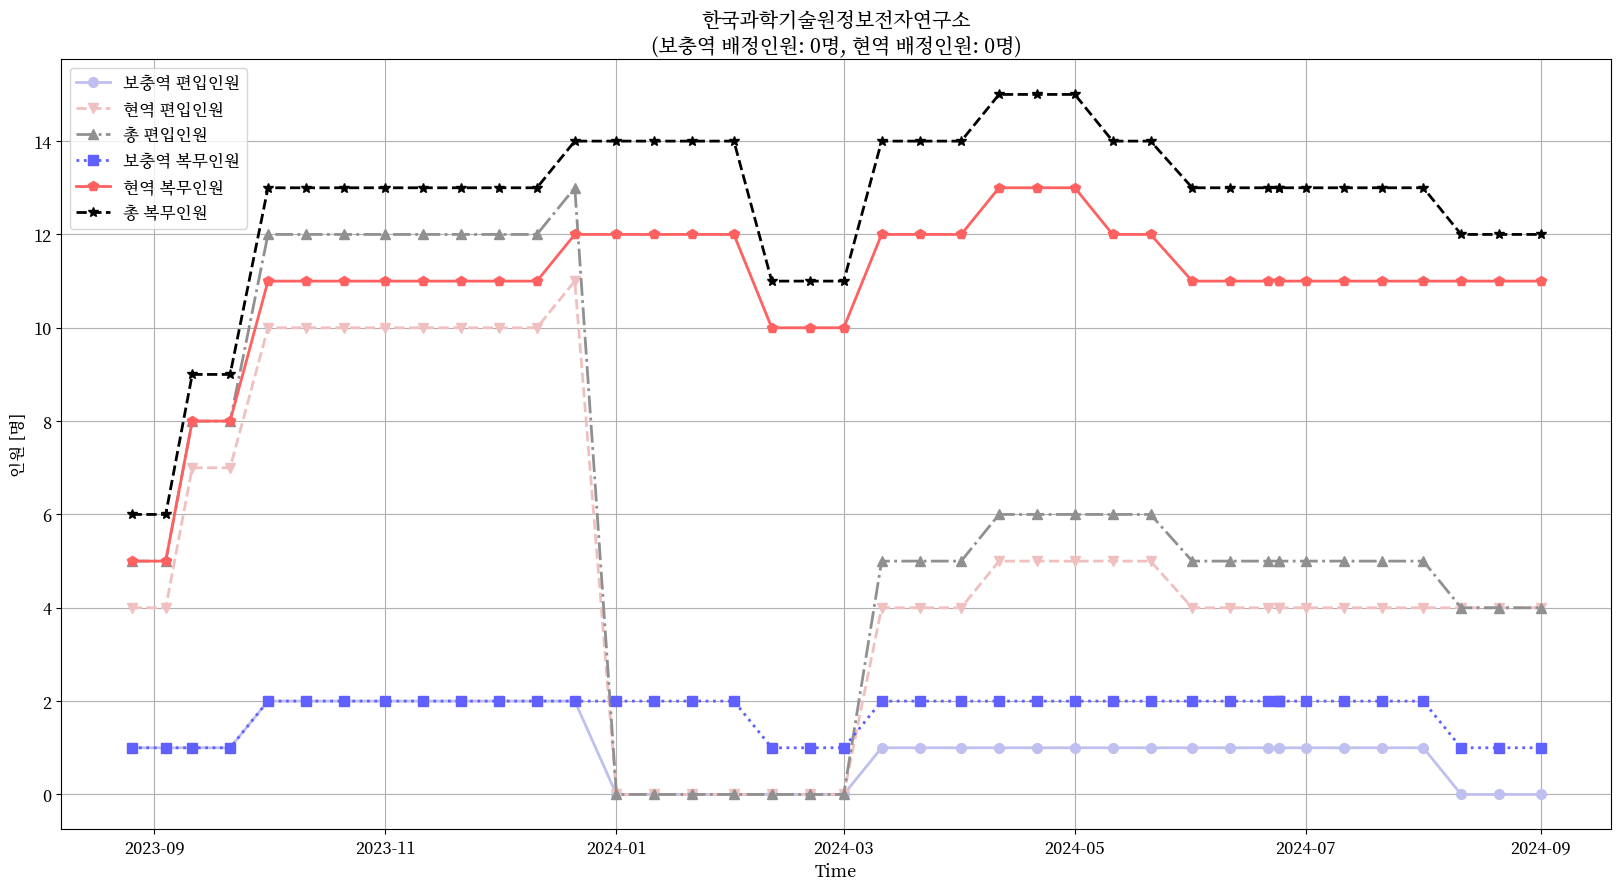 한국과학기술원정보전자연구소
(보충역 배정인원: 0명, 현역 배정인원: 0명)
보충역 편입인원
현역 편입인원
총 편입인원
보충역 복무인원
현역 복무인원
총 복무인원
인원 [명]
14
12
10
8
6
4
2
0
2023-09
2023-11
2024-01
2024-03
2024-05
2024-07
2024-09
Time